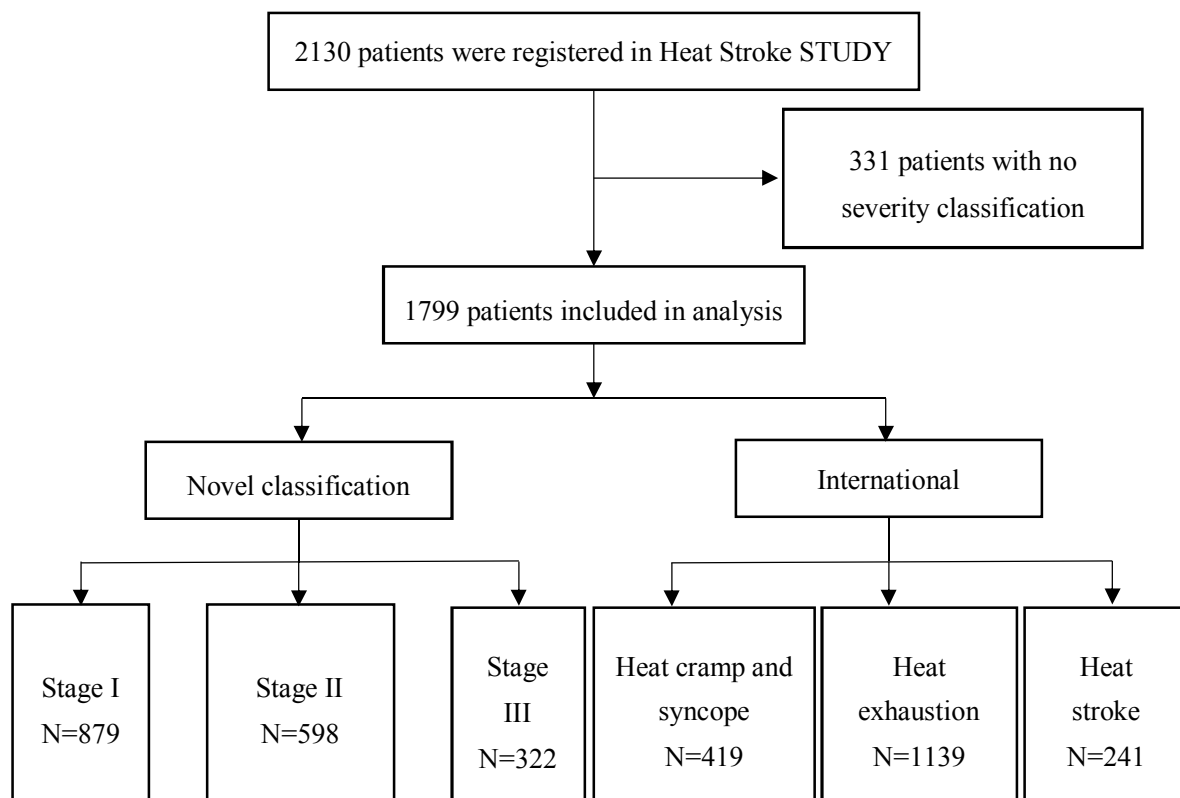 2130 patients were registered in Heat Stroke STUDY
331 patients with no
severity classification
1799 patients included in analysis
Novel classification
International
Stage I
N=879
Stage II
N=598
Stage
III
N=322
Heat cramp and
syncope
N=419
Heat
exhaustion
N=1139
Heat
stroke
N=241